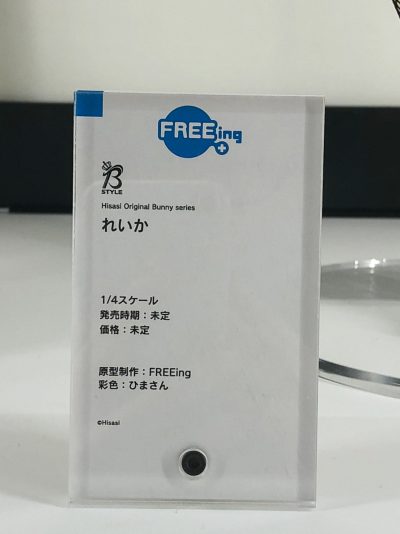 FREEing
B
STYLE
Hisasi Original Bunny series
れいか
1/4スケール
発売時期：未定
価格：未定
原型制作：FREEing
彩色：ひまさん
©Hisasi